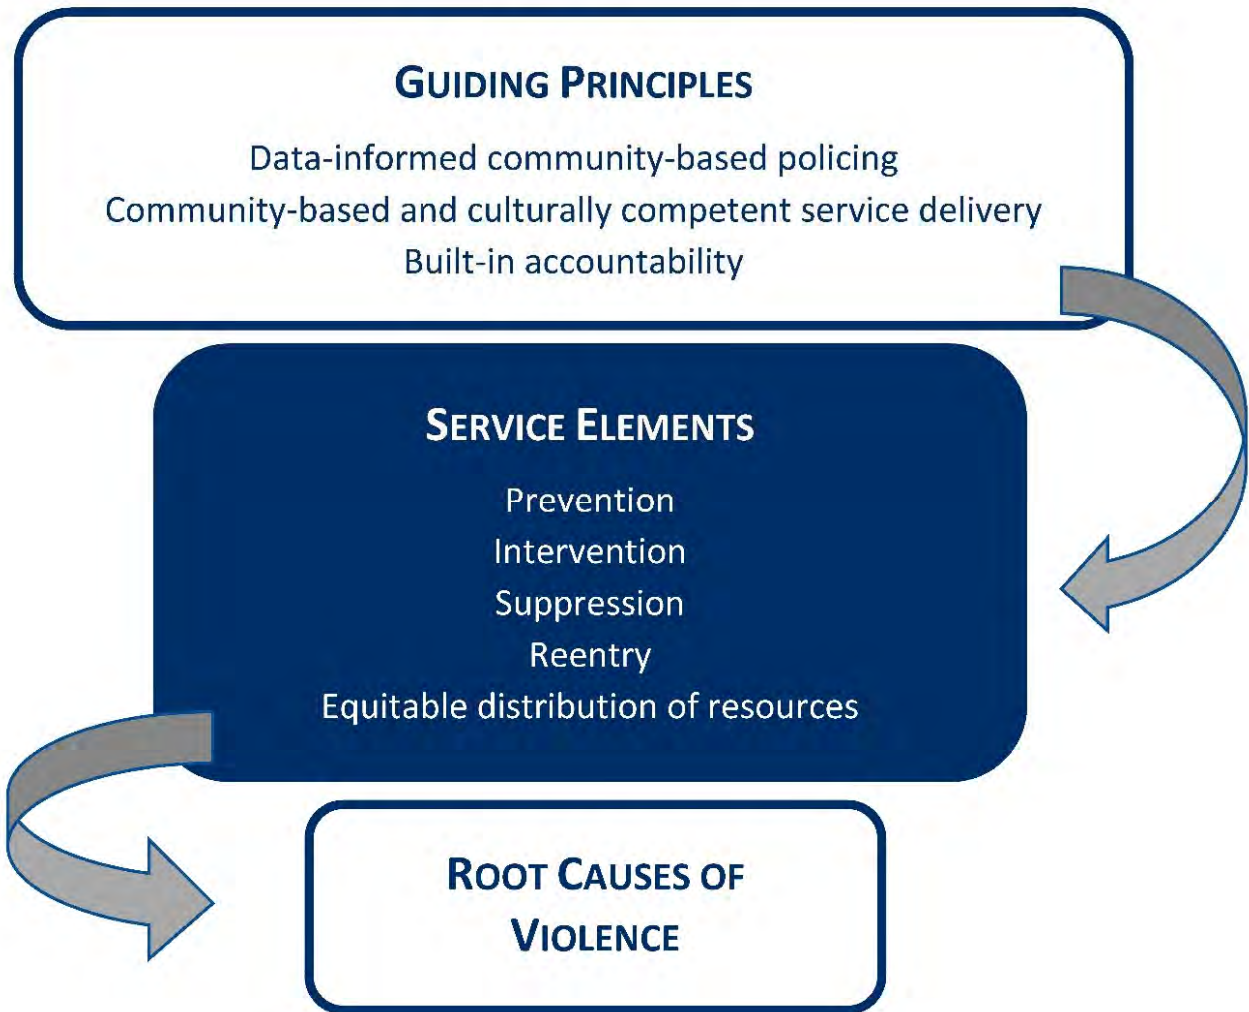 GUIDING PRINCIPLES
Data-informed community-based policing
Community-based and culturally competent service delivery
Built-in accountability
SERVICE ELEMENTS
Prevention
Intervention
Suppression
Reentry
Equitable distribution of resources
ROOT CAUSES OF
VIOLENCE